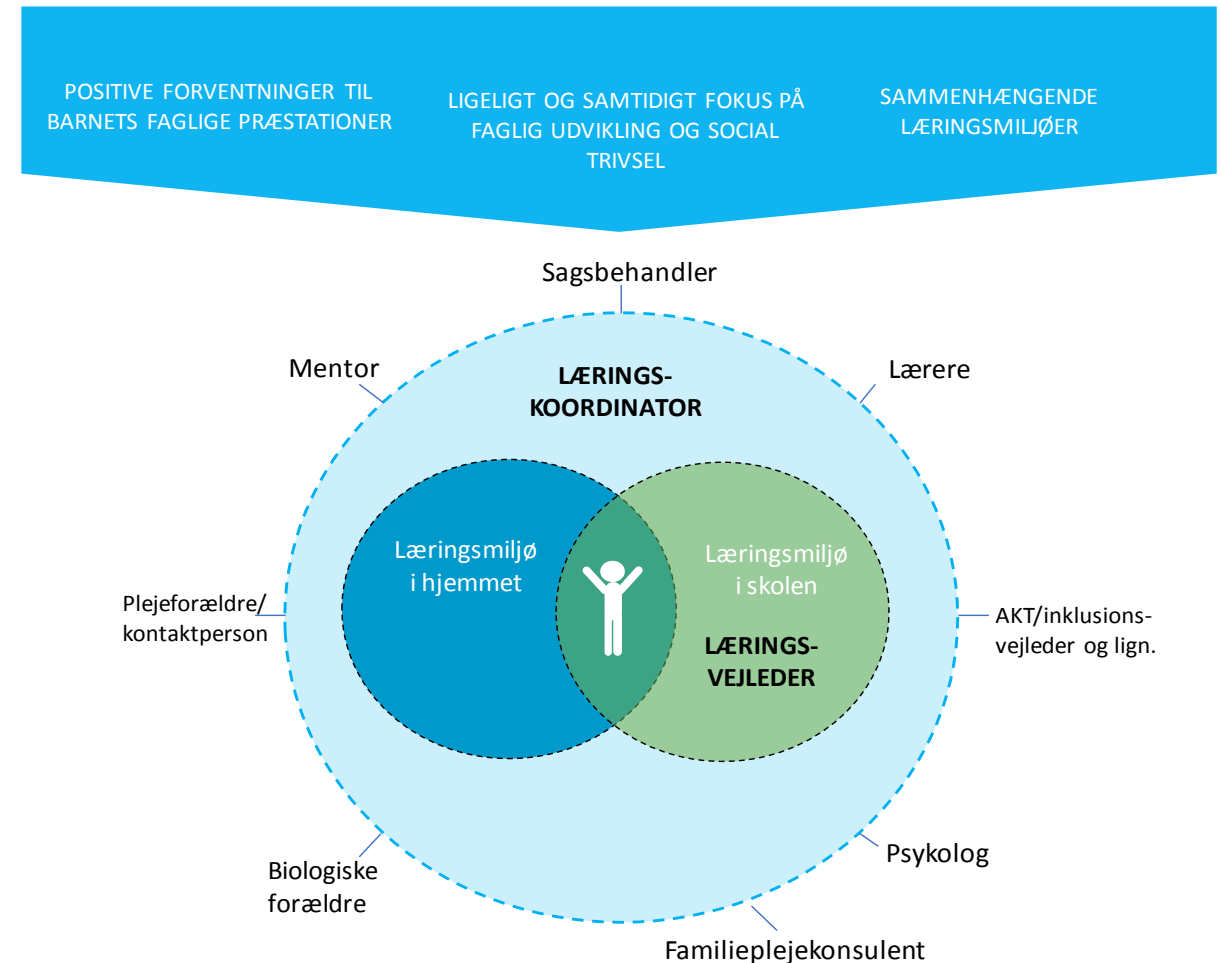 POSITIVE FORVENTNINGER TIL
BARNETS FAGLIGE PRÆSTATIONER
LIGELIGT OG SAMTIDIGT FOKUS PÅ
FAGLIG UDVIKLING OG SOCIAL
TRIVSEL
SAMMENHÆNGENDE
LÆRINGSMILJØER
Sagsbehandler
Mentor
LÆRINGS-
KOORDINATOR
Lærere
Læringsmiljø
i hjemmet
Læringsmiljø
i skolen
LÆRINGS-
VEJLEDER
Plejeforældre/
kontaktperson
AKT/inklusions-
vejleder og lign.
Biologiske
forældre
Psykolog
Familieplejekonsulent